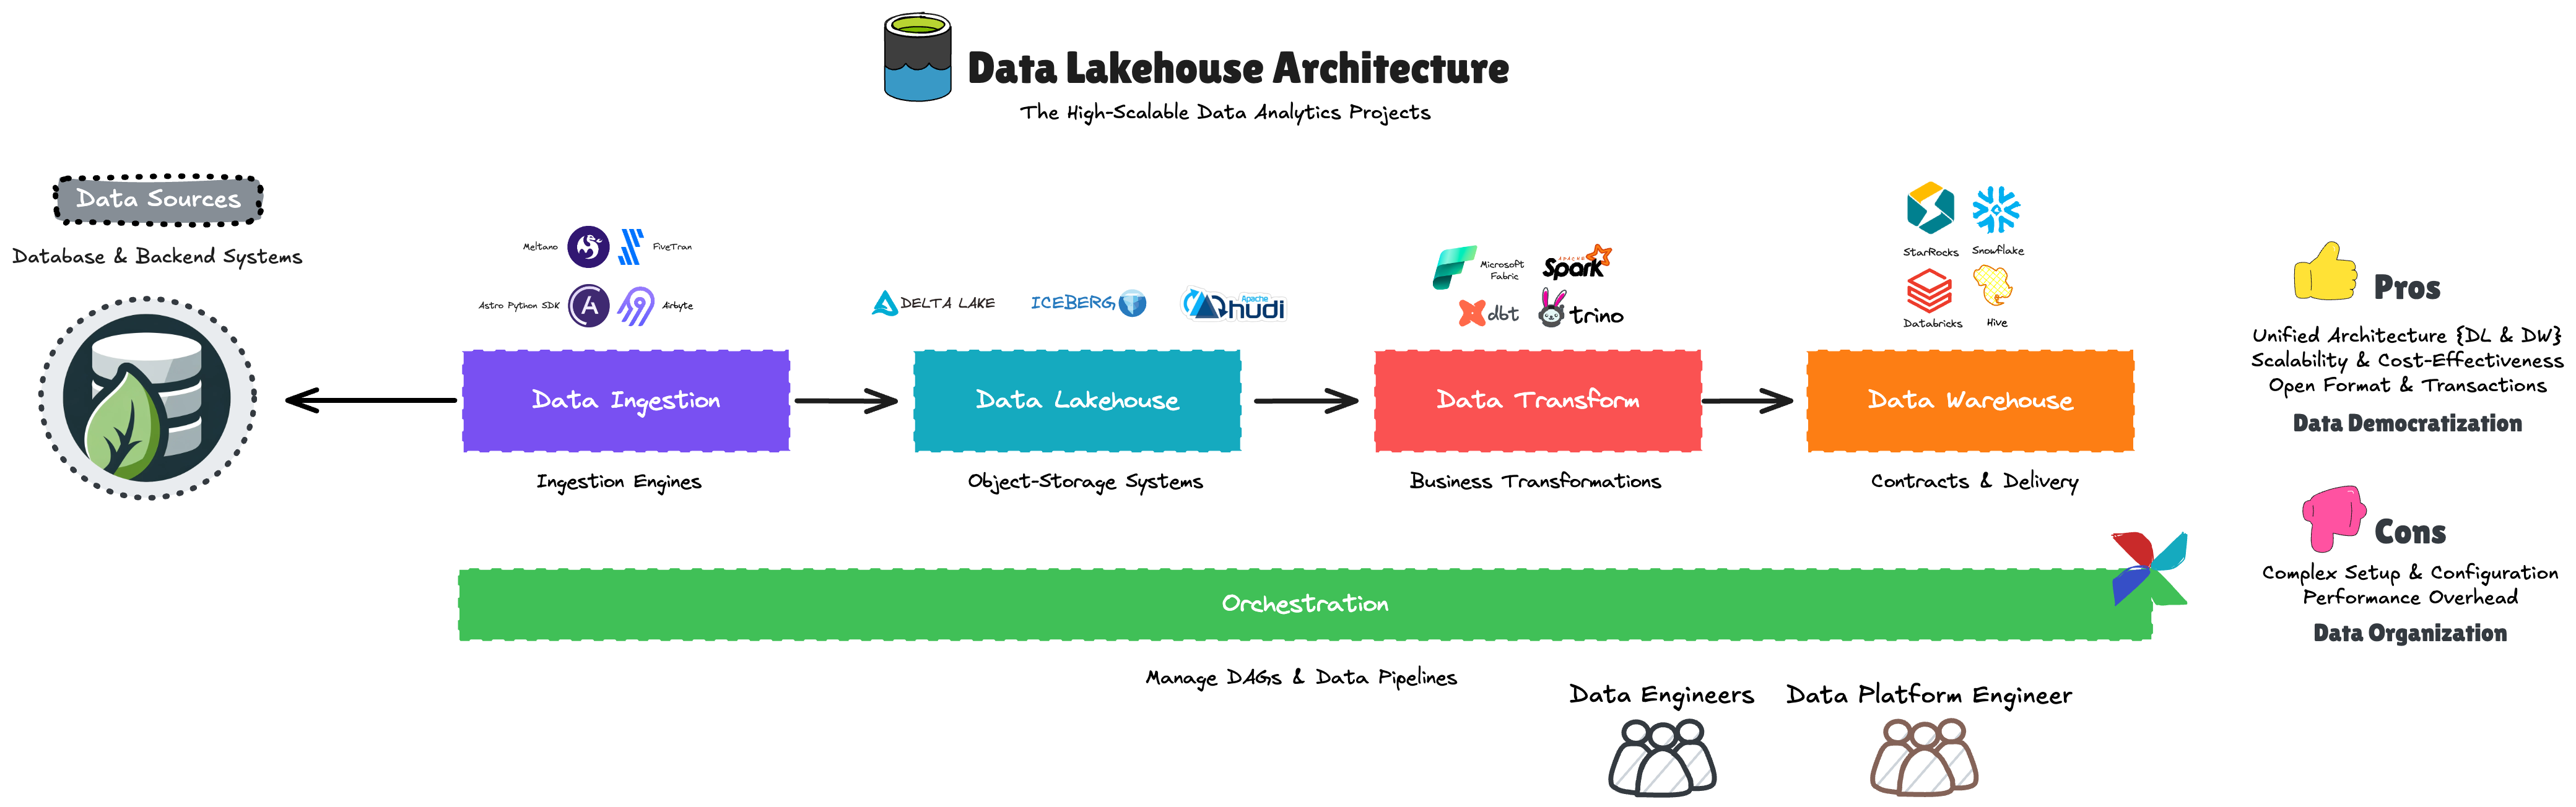 Data Lakehouse Architecture
The High-Scalable Data Analytics Projects
Data Sources
Database & Backend Systems
Meltano
FiveTran
Astro Python SDK
Airbyte
DELTA LAKE
ICEBERG
Apache
hudi
Microsoft
Fabric
APACHE
Spark
dbt
trino
StarRocks
Snowflake
Databricks
Hive
Data Ingestion
Data Lakehouse
Data Transform
Data Warehouse
Ingestion Engines
Object-Storage Systems
Business Transformations
Contracts & Delivery
Orchestration
Manage DAGs & Data Pipelines
Data Engineers
Data Platform Engineer
Pros
Unified Architecture {DL & DW}
Scalability & Cost-Effectiveness
Open Format & Transactions
Data Democratization
Cons
Complex Setup & Configuration
Performance Overhead
Data Organization